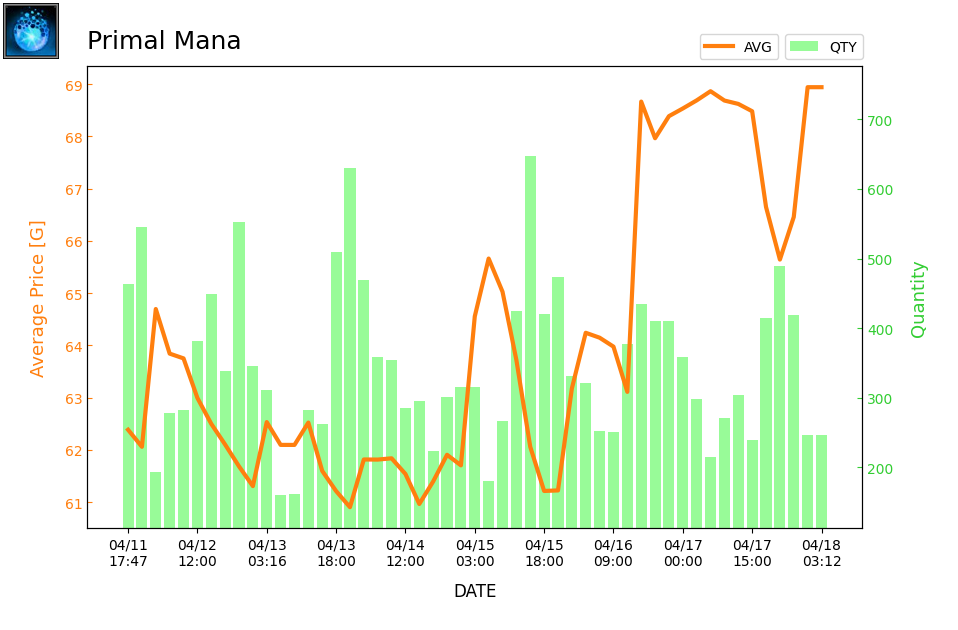 Primal Mana
AVG
QTY
69
68
67
66
65
64
63
62
61
Average Price [G]
700
600
500
400
300
200
Quantity
04/11 04/12 04/13 04/13 04/14 04/15 04/15 04/16 04/17 04/17 04/18
17:47 12:00 03:16 18:00 12:00 03:00 18:00 09:00 00:00 15:00 03:12
DATE